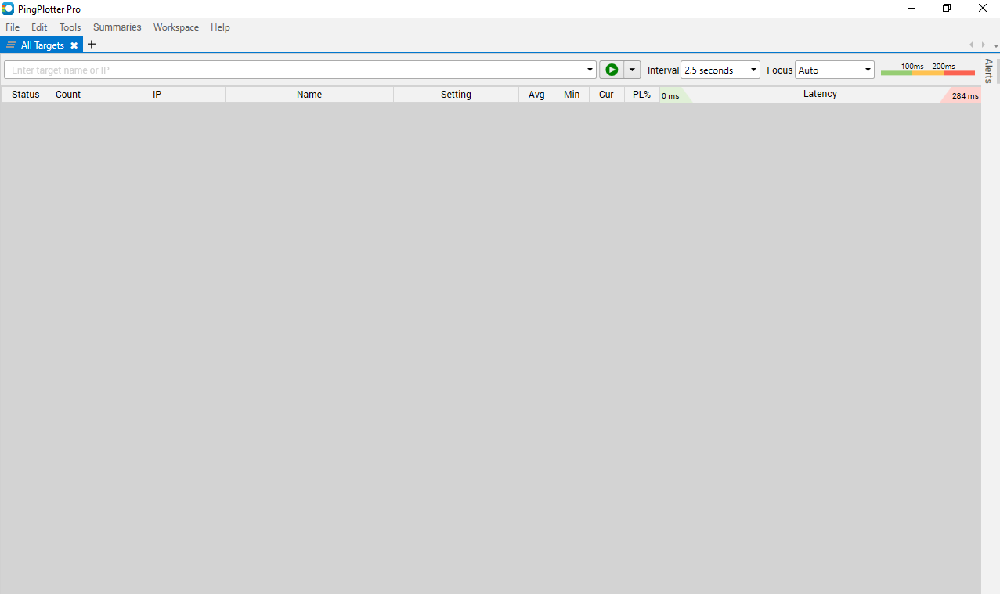 PingPlotter Pro
File Edit Tools Summaries Workspace Help
All Targets
Enter target name or IP Interval 2.5 seconds Focus Auto 100ms 200ms
Alerts
Status Count IP Name Setting Avg Min Cur PL% 0 ms Latency 284 ms